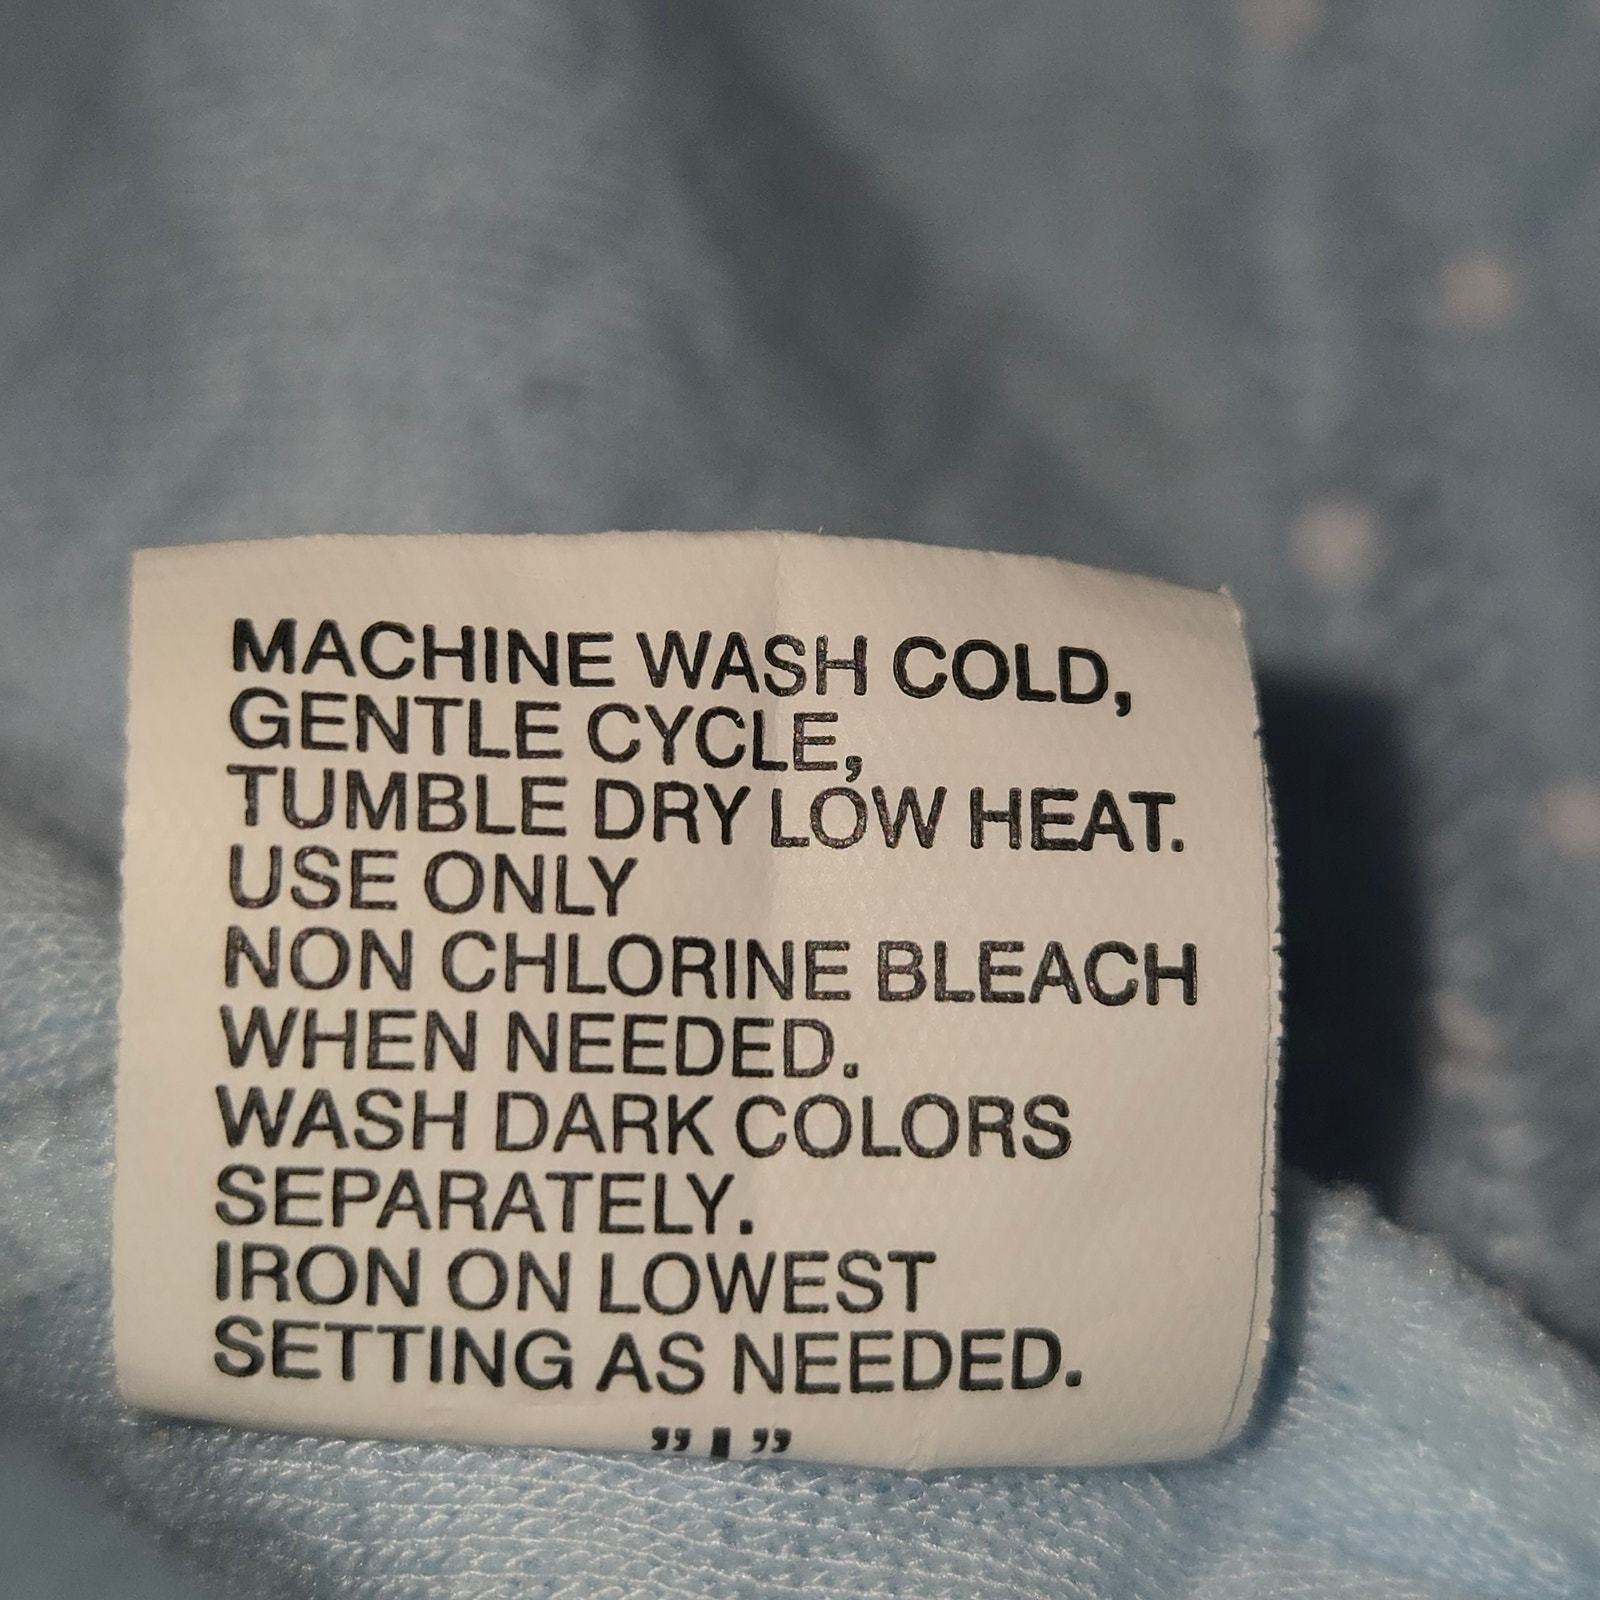 MACHINE WASH COLD,
GENTLE CYCLE,
TUMBLE DRY LOW HEAT.
USE ONLY
NON CHLORINE BLEACH
WHEN NEEDED.
WASH DARK COLORS
SEPARATELY.
IRON ON LOWEST
SETTING AS NEEDED.